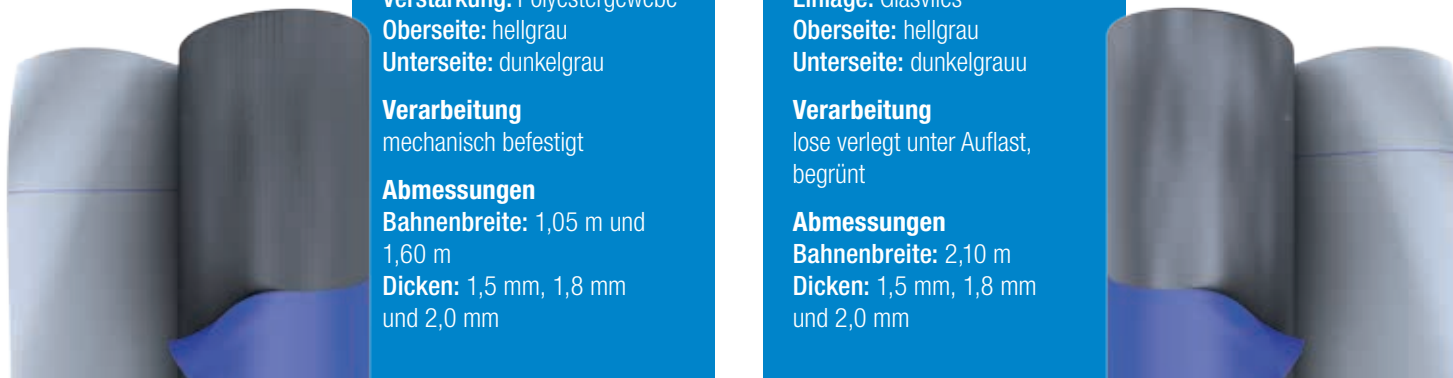 Verstärkung: Polyestergewebe
Oberseite: hellgrau
Unterseite: dunkelgrau
Verarbeitung
mechanisch befestigt
Abmessungen
Bahnenbreite: 1,05 m und
1,60 m
Dicken: 1,5 mm, 1,8 mm
und 2,0 mm
Einlage: Glasvlies
Oberseite: hellgrau
Unterseite: dunkelgrauu
Verarbeitung
lose verlegt unter Auflast,
begrünt
Abmessungen
Bahnenbreite: 2,10 m
Dicken: 1,5 mm, 1,8 mm
und 2,0 mm